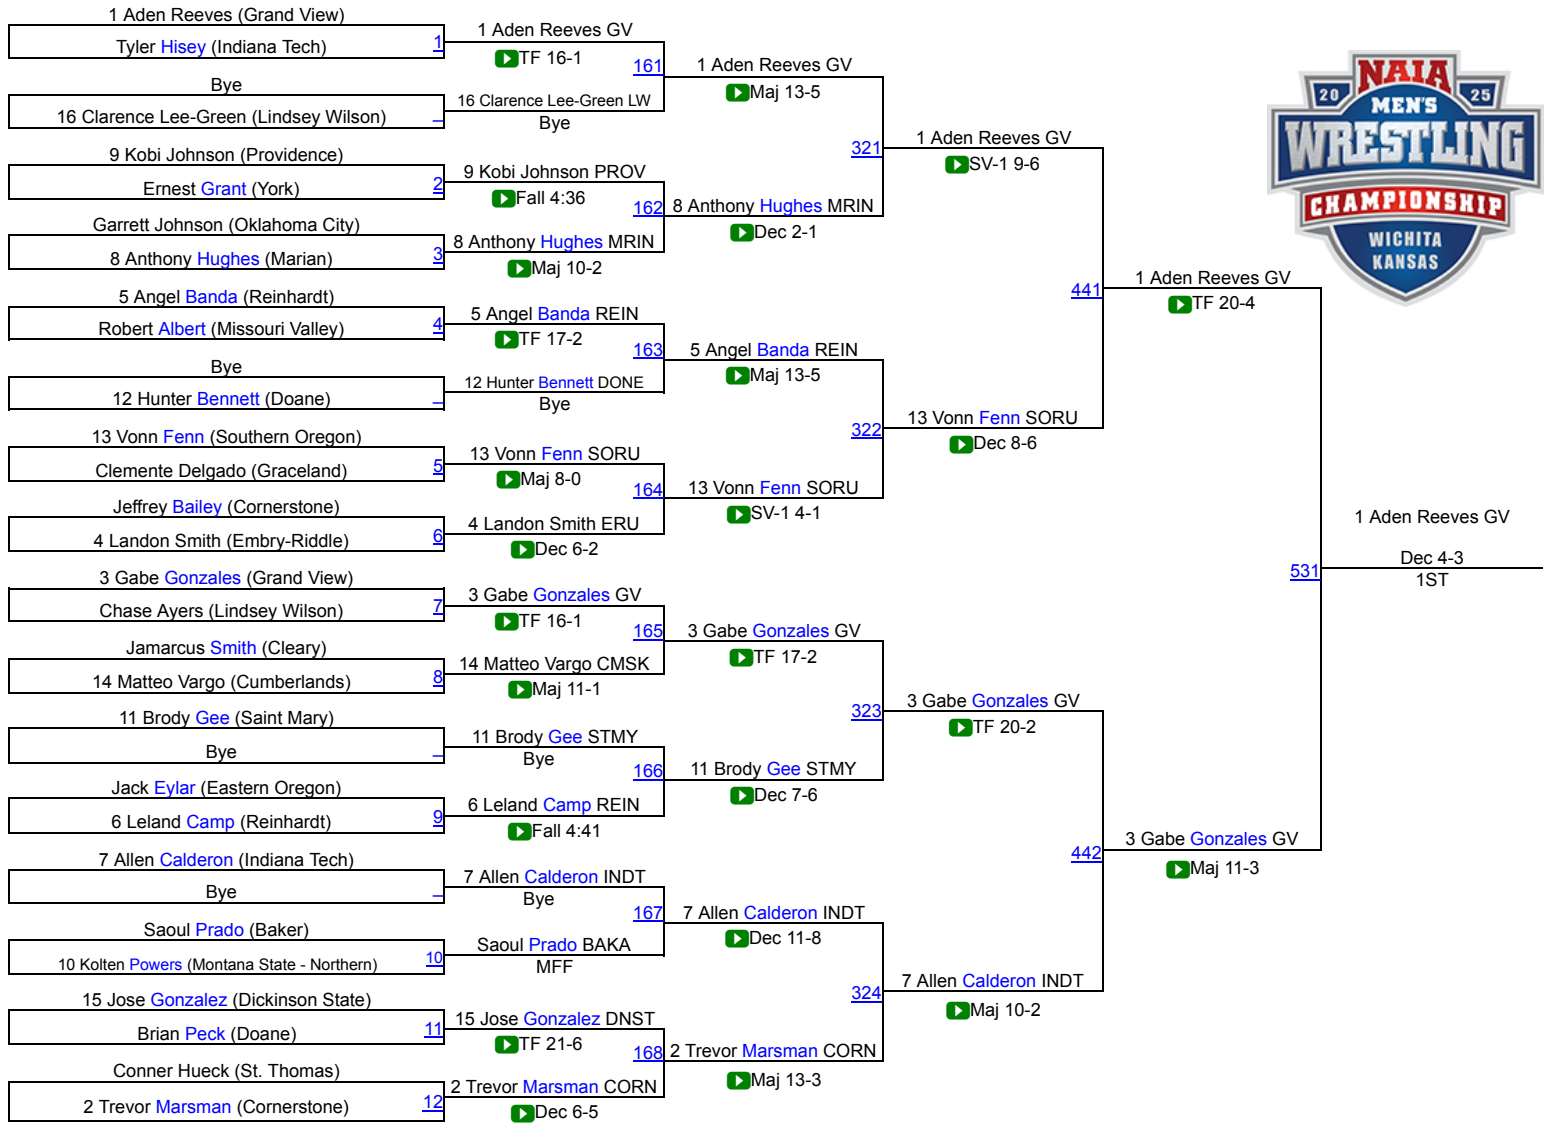 1 Aden Reeves (Grand View)
Tyler Hisey (Indiana Tech)
1
Bye
16 Clarence Lee-Green (Lindsey Wilson)
9 Kobi Johnson (Providence)
Ernest Grant (York)
2
Garrett Johnson (Oklahoma City)
8 Anthony Hughes (Marian)
3
5 Angel Banda (Reinhardt)
Robert Albert (Missouri Valley)
4
Bye
12 Hunter Bennett (Doane)
13 Vonn Fenn (Southern Oregon)
Clemente Delgado (Graceland)
5
Jeffrey Bailey (Cornerstone)
4 Landon Smith (Embry-Riddle)
6
3 Gabe Gonzales (Grand View)
Chase Ayers (Lindsey Wilson)
7
Jamarcus Smith (Cleary)
14 Matteo Vargo (Cumberlands)
8
11 Brody Gee (Saint Mary)
Bye
Jack Eylar (Eastern Oregon)
6 Leland Camp (Reinhardt)
9
7 Allen Calderon (Indiana Tech)
Bye
Saoul Prado (Baker)
10 Kolten Powers (Montana State - Northern)
10
15 Jose Gonzalez (Dickinson State)
Brian Peck (Doane)
11
Conner Hueck (St. Thomas)
2 Trevor Marsman (Cornerstone)
12
1 Aden Reeves GV
TF 16-1
161
16 Clarence Lee-Green LW
Bye
9 Kobi Johnson PROV
Fall 4:36
162
8 Anthony Hughes MRIN
Maj 10-2
5 Angel Banda REIN
TF 17-2
163
12 Hunter Bennett DONE
Bye
13 Vonn Fenn SORU
Maj 8-0
164
4 Landon Smith ERU
Dec 6-2
3 Gabe Gonzales GV
TF 16-1
165
14 Matteo Vargo CMSK
Maj 11-1
11 Brody Gee STMY
Bye
166
6 Leland Camp REIN
Fall 4:41
7 Allen Calderon INDT
Bye
167
Saoul Prado BAKA
MFF
15 Jose Gonzalez DNST
TF 21-6
168
2 Trevor Marsman CORN
Dec 6-5
1 Aden Reeves GV
Maj 13-5
321
8 Anthony Hughes MRIN
Dec 2-1
5 Angel Banda REIN
Maj 13-5
322
13 Vonn Fenn SORU
SV-1 4-1
3 Gabe Gonzales GV
TF 17-2
323
11 Brody Gee STMY
Dec 7-6
7 Allen Calderon INDT
Dec 11-8
324
2 Trevor Marsman CORN
Maj 13-3
1 Aden Reeves GV
SV-1 9-6
441
13 Vonn Fenn SORU
Dec 8-6
3 Gabe Gonzales GV
TF 20-2
442
7 Allen Calderon INDT
Maj 10-2
1 Aden Reeves GV
TF 20-4
531
3 Gabe Gonzales GV
Maj 11-3
1 Aden Reeves GV
Dec 4-3
1ST
20 NAIA 25
MEN'S
WRESTLING
CHAMPIONSHIP
WICHITA
KANSAS